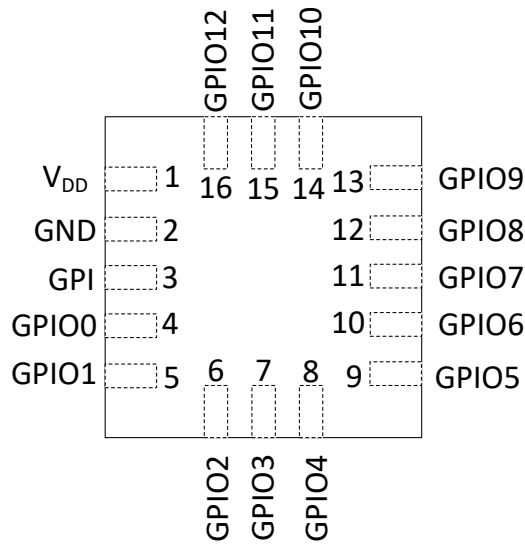 GPIO12
GPIO11
GPIO10
16
15
14
V_DD 1
GND 2
GPI 3
GPIO0 4
GPIO1 5
13 GPIO9
12 GPIO8
11 GPIO7
10 GPIO6
9 GPIO5
6
7
8
GPIO2
GPIO3
GPIO4